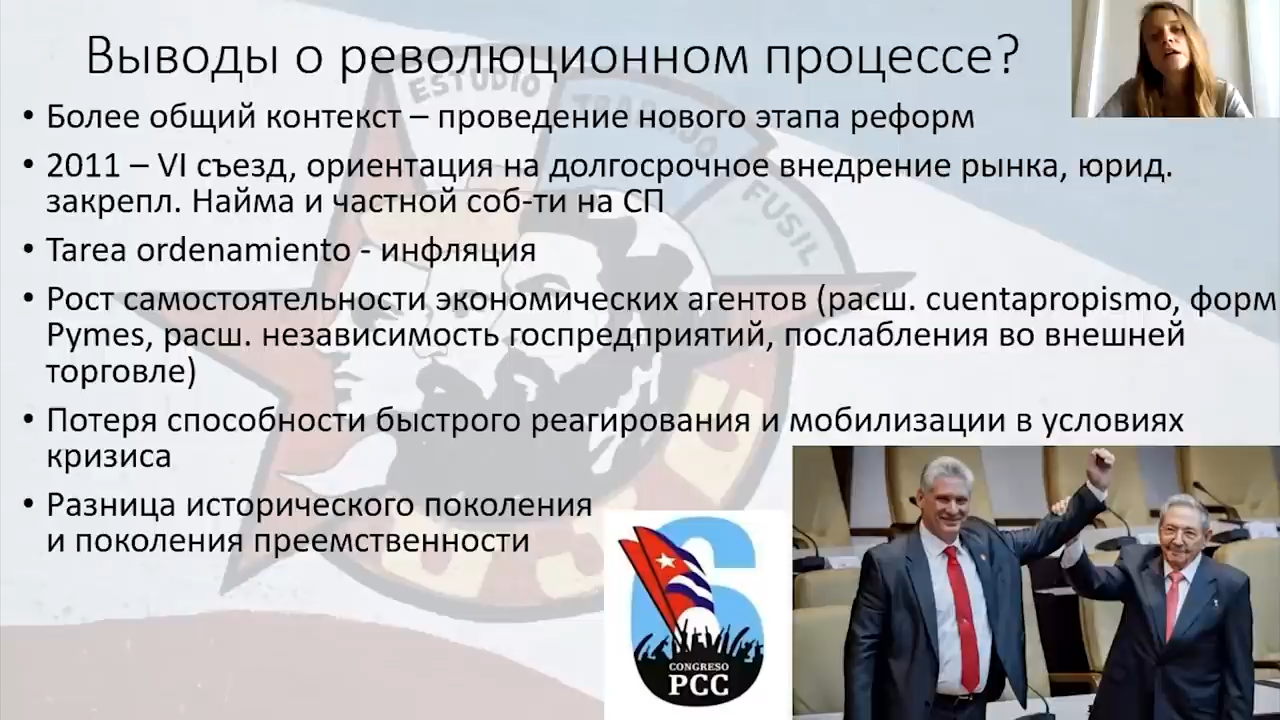 Выводы о революционном процессе?
• Более общий контекст – проведение нового этапа реформ
• 2011 – VI съезд, ориентация на долгосрочное внедрение рынка, юрид.
закрепл. Найма и частной соб-ти на СП
• Tarea ordenamiento - инфляция
• Рост самостоятельности экономических агентов (расш. cuentapropismo, форм
Pymes, расш. независимость госпредприятий, послабления во внешней
торговле)
• Потеря способности быстрого реагирования и мобилизации в условиях
кризиса
• Разница исторического поколения
и поколения преемственности
ESTUDIO
TRABAJO
FUSIL
6
CONGRESO
PCC